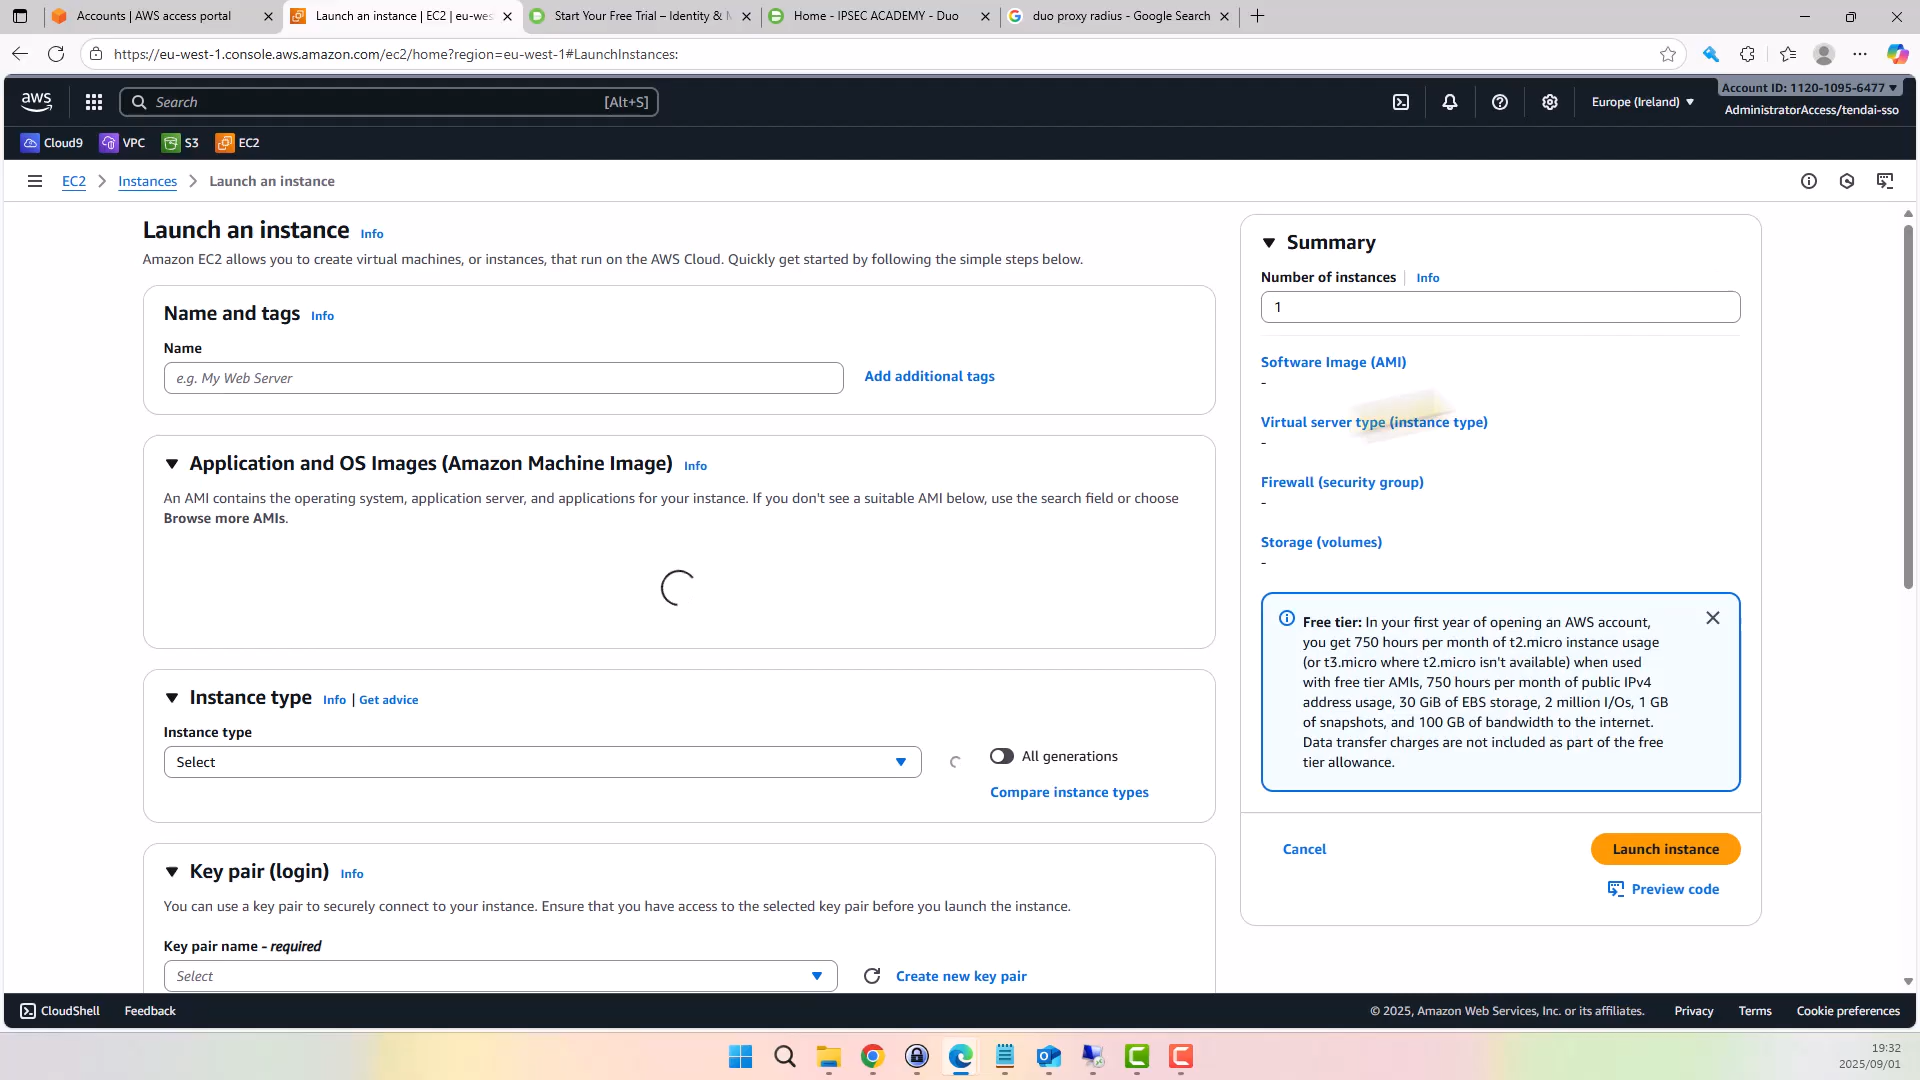 Accounts | AWS access portal
Launch an instance | EC2 | eu-wes
Start Your Free Trial – Identity & M
Home - IPSEC ACADEMY - Duo
duo proxy radius - Google Search
https://eu-west-1.console.aws.amazon.com/ec2/home?region=eu-west-1#LaunchInstances:
aws
Search
[Alt+S]
Europe (Ireland)
Account ID: 1120-1095-6477
AdministratorAccess/tendai-sso
Cloud9
VPC
S3
EC2
EC2
Instances
Launch an instance
Launch an instance Info
Amazon EC2 allows you to create virtual machines, or instances, that run on the AWS Cloud. Quickly get started by following the simple steps below.
Name and tags Info
Name
e.g. My Web Server
Add additional tags
Application and OS Images (Amazon Machine Image) Info
An AMI contains the operating system, application server, and applications for your instance. If you don't see a suitable AMI below, use the search field or choose
Browse more AMIs.
Instance type Info | Get advice
Instance type
Select
All generations
Compare instance types
Key pair (login) Info
You can use a key pair to securely connect to your instance. Ensure that you have access to the selected key pair before you launch the instance.
Key pair name - required
Select
Create new key pair
Summary
Number of instances Info
1
Software Image (AMI)
-
Virtual server type (instance type)
-
Firewall (security group)
-
Storage (volumes)
-
Free tier: In your first year of opening an AWS account,
you get 750 hours per month of t2.micro instance usage
(or t3.micro where t2.micro isn't available) when used
with free tier AMIs, 750 hours per month of public IPv4
address usage, 30 GiB of EBS storage, 2 million I/Os, 1 GB
of snapshots, and 100 GB of bandwidth to the internet.
Data transfer charges are not included as part of the free
tier allowance.
Cancel
Launch instance
Preview code
CloudShell
Feedback
© 2025, Amazon Web Services, Inc. or its affiliates.
Privacy
Terms
Cookie preferences
19:32
2025/09/01